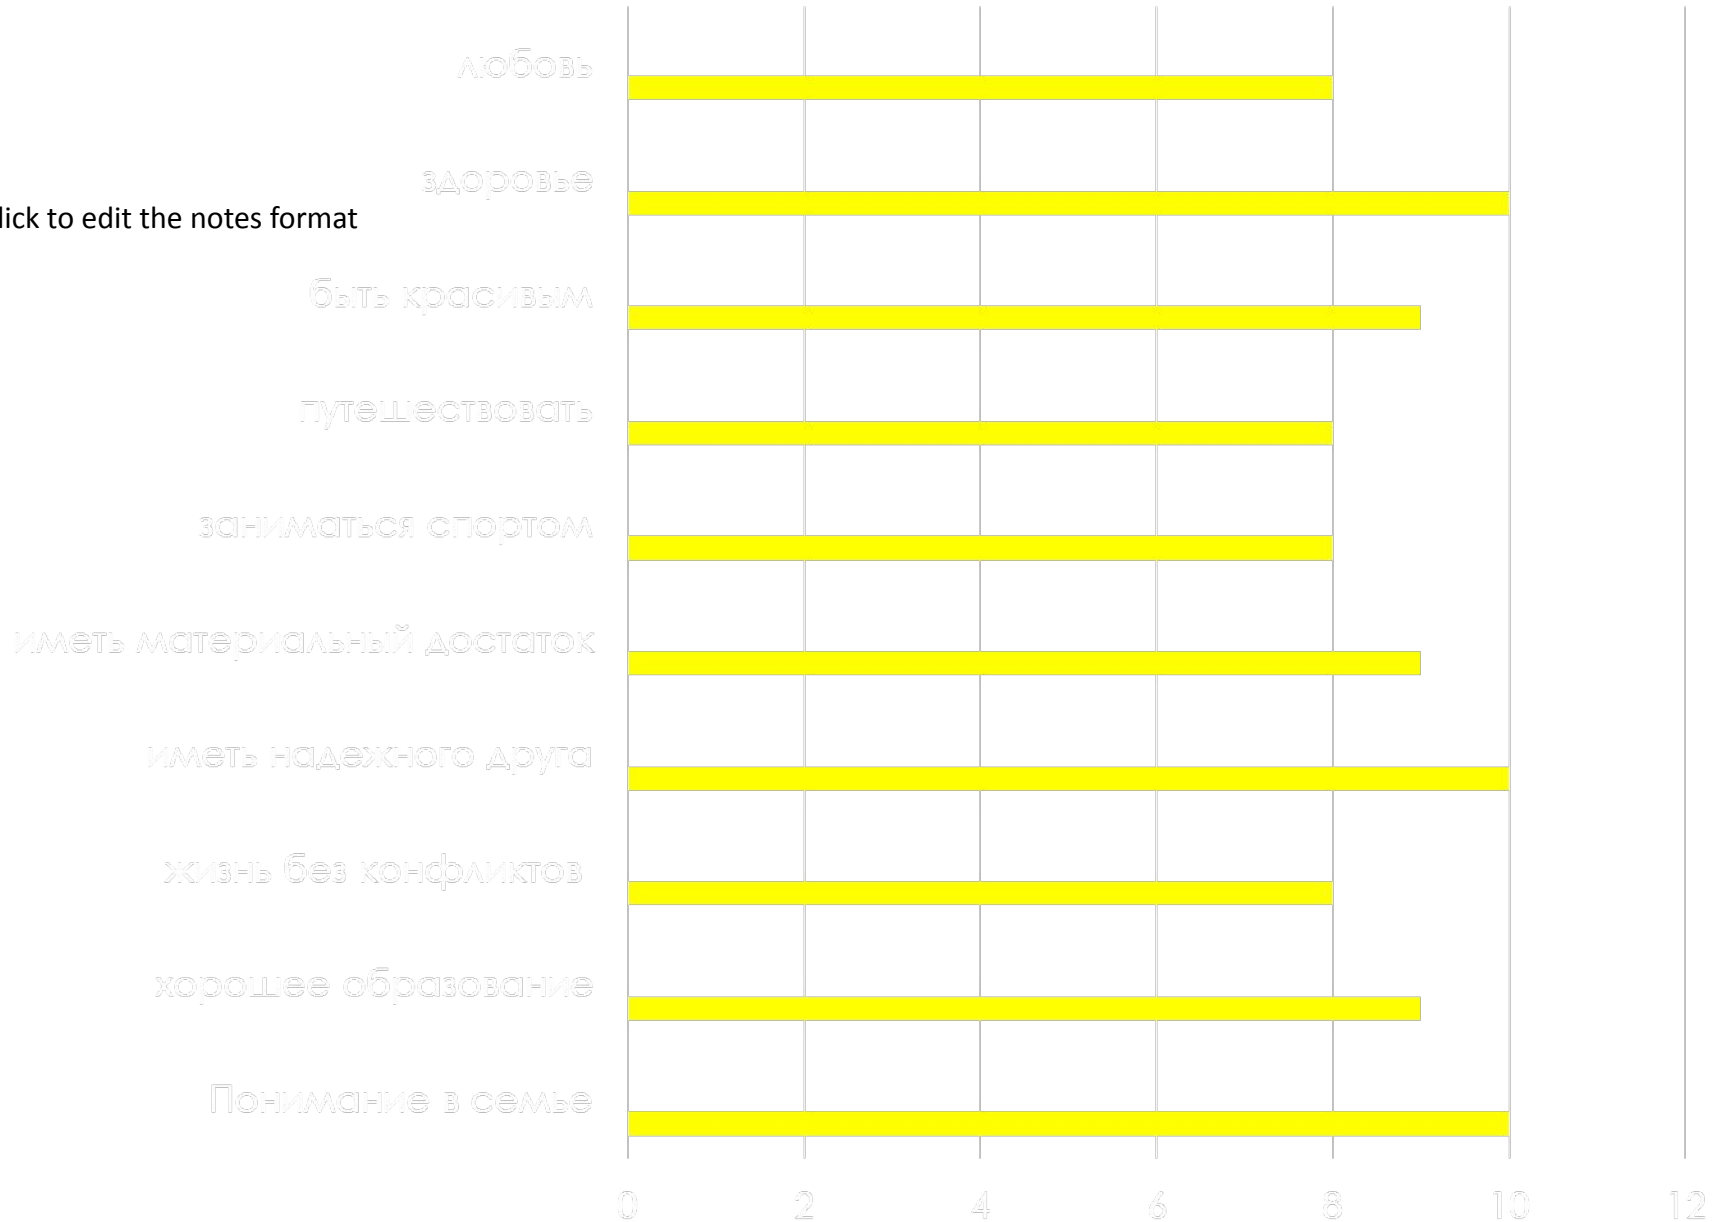 любовь
здоровье
lick to edit the notes format
быть красивым
путешествовать
заниматься спортом
иметь материальный достаток
иметь надежного друга
жизнь без конфликтов
хорошее образование
Понимание в семье
0 2 4 6 8 10 12